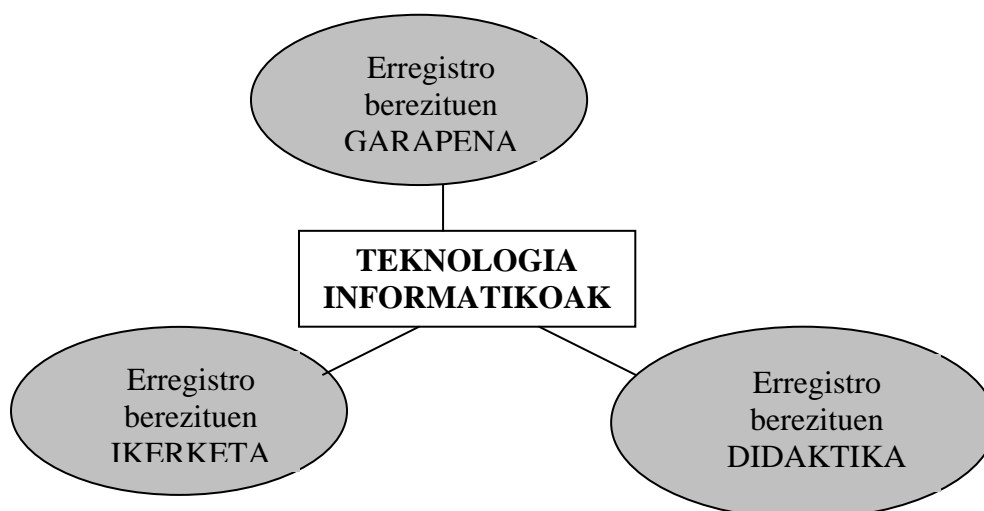 Erregistro
berezituen
GARAPENA
TEKNOLOGIA
INFORMATIKOAK
Erregistro
berezituen
IKERKETA
Erregistro
berezituen
DIDAKTIKA